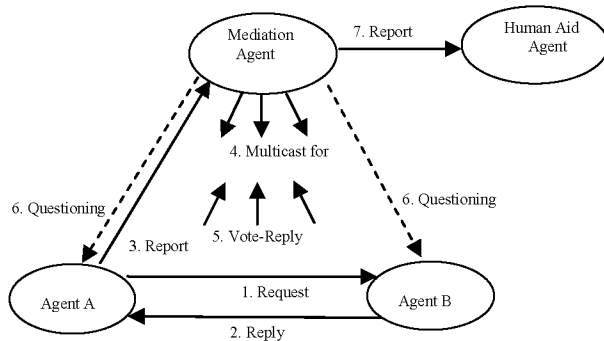 Mediation
Agent
7. Report
Human Aid
Agent
4. Multicast for
6. Questioning
6. Questioning
3. Report
5. Vote-Reply
Agent A
1. Request
Agent B
2. Reply